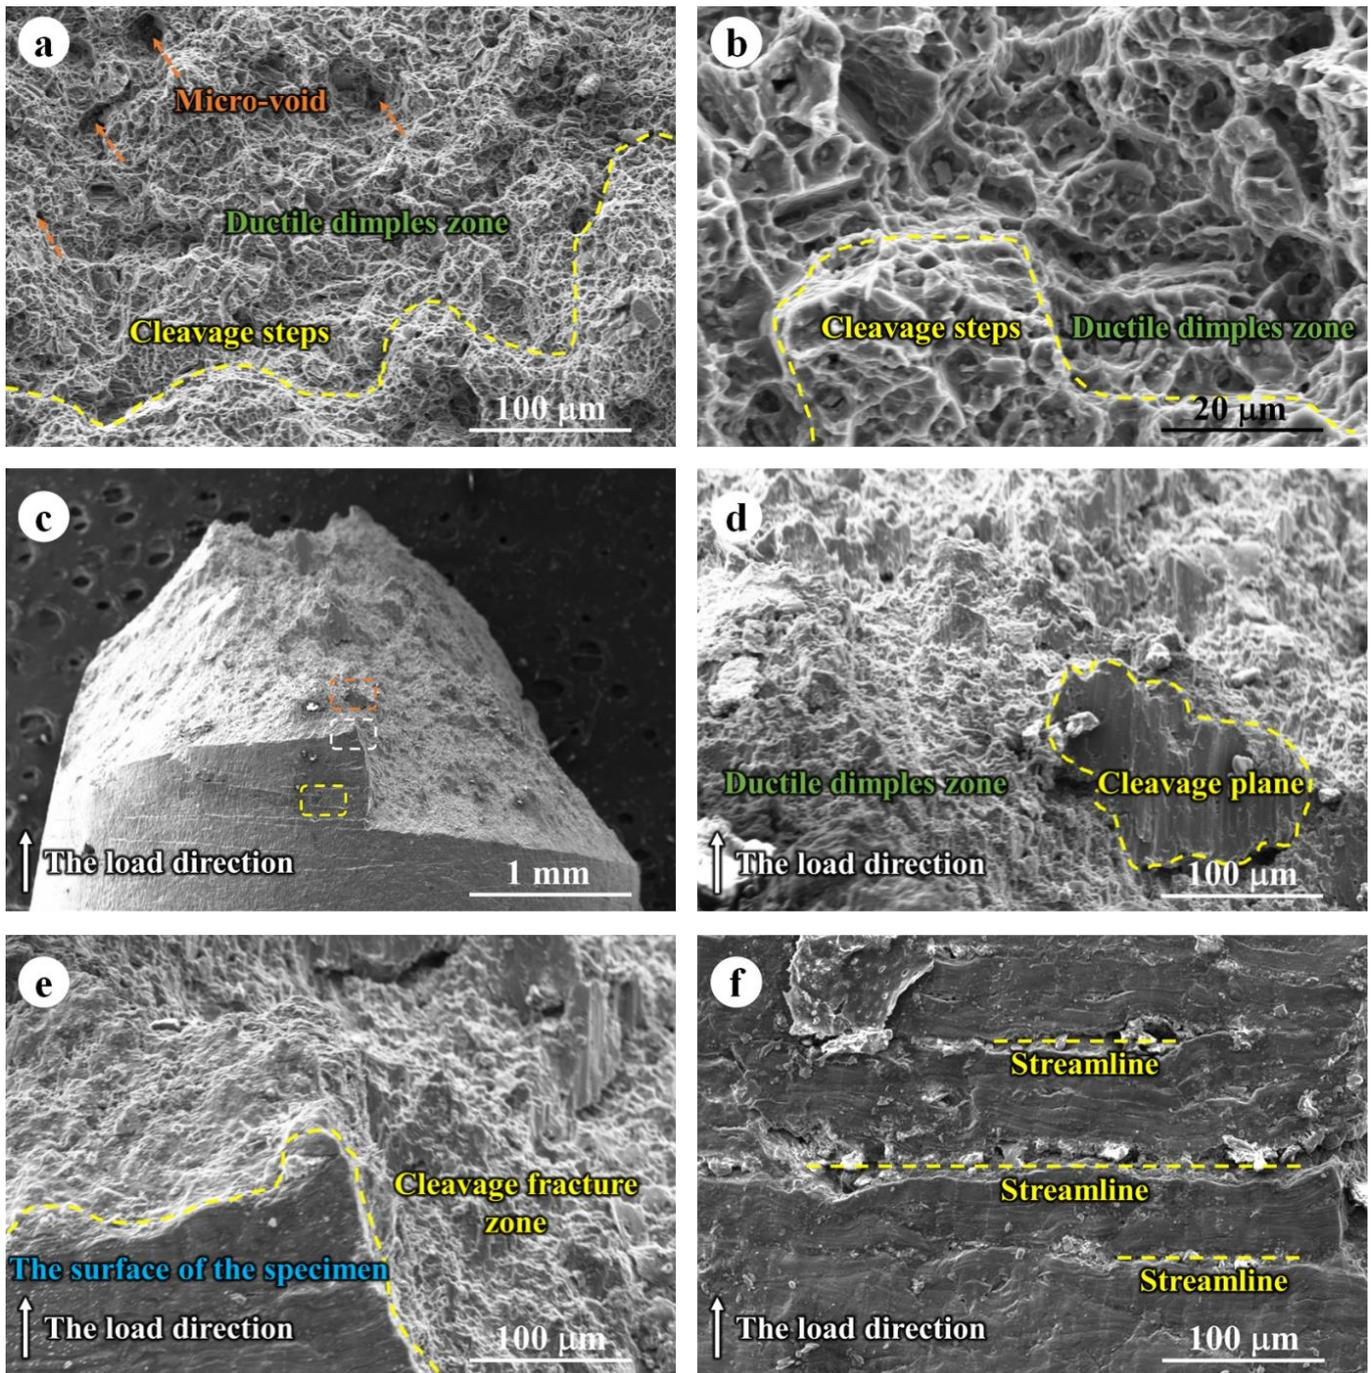 a
Micro-void
Ductile dimples zone
Cleavage steps
100 μm
b
Cleavage steps
Ductile dimples zone
20 μm
c
The load direction
1 mm
d
Ductile dimples zone
Cleavage plane
The load direction
100 μm
e
Cleavage fracture
zone
The surface of the specimen
The load direction
100 μm
f
Streamline
Streamline
Streamline
The load direction
100 μm